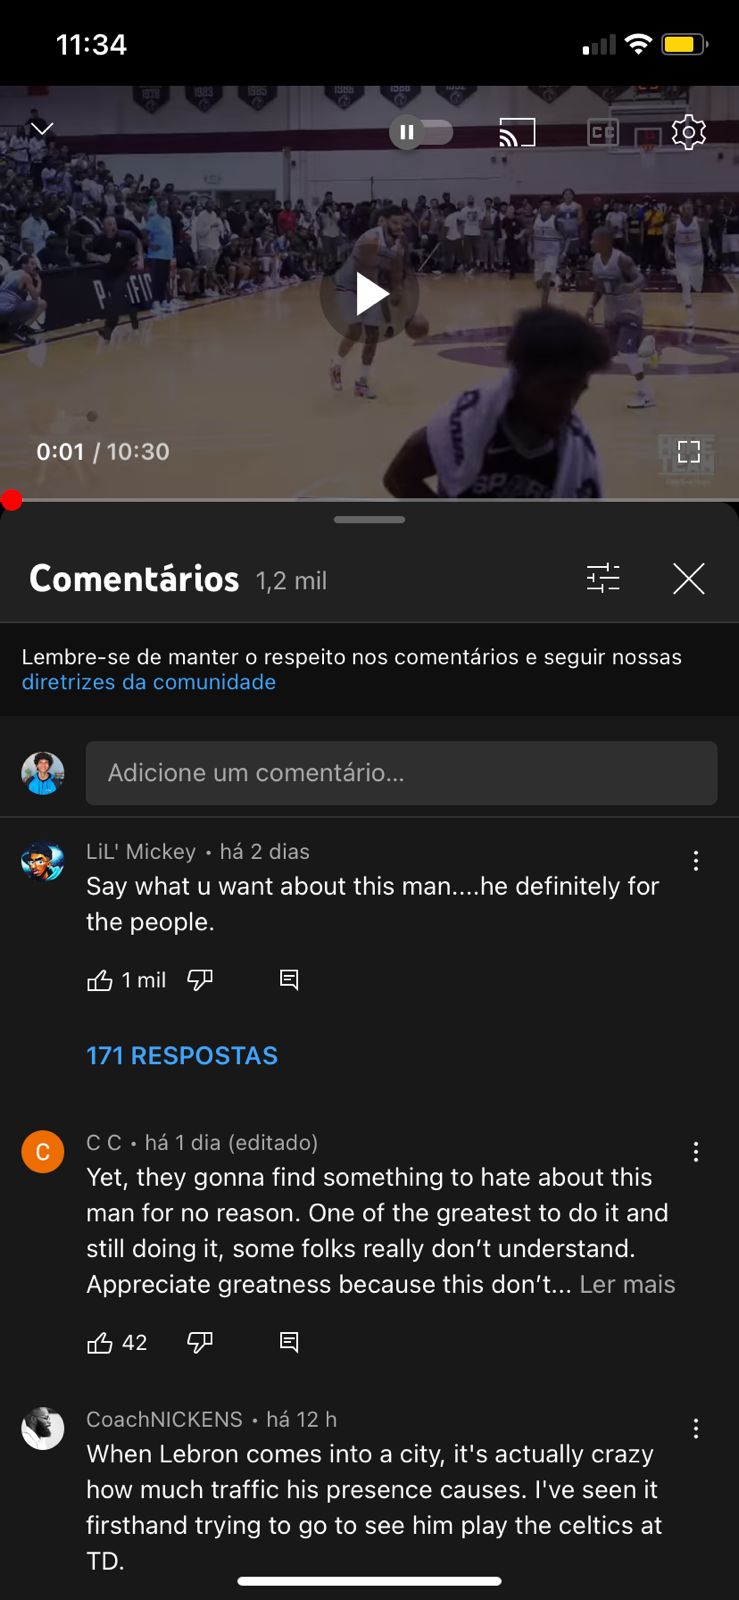 11:34
1978
1983
1985
1986
CC
0:01 / 10:30
Comentários 1,2 mil
Lembre-se de manter o respeito nos comentários e seguir nossas
diretrizes da comunidade
Adicione um comentário...
LiL' Mickey • há 2 dias
Say what u want about this man....he definitely for
the people.
1 mil
171 RESPOSTAS
C
C C • há 1 dia (editado)
Yet, they gonna find something to hate about this
man for no reason. One of the greatest to do it and
still doing it, some folks really don’t understand.
Appreciate greatness because this don’t... Ler mais
42
CoachNICKENS • há 12 h
When Lebron comes into a city, it's actually crazy
how much traffic his presence causes. I've seen it
firsthand trying to go to see him play the celtics at
TD.